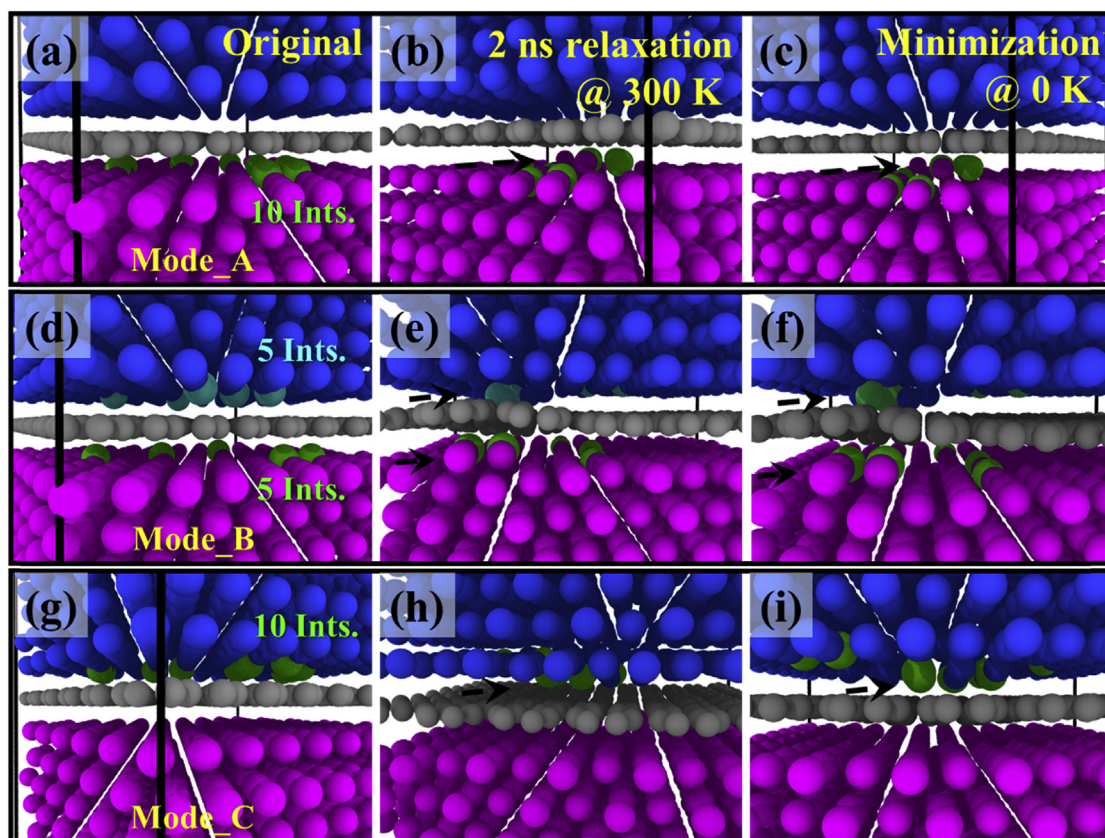 (a) Original
10 Ints.
Mode_A
(b) 2 ns relaxation
@ 300 K
(c) Minimization
@ 0 K
(d) 5 Ints.
5 Ints.
Mode_B
(e)
(f)
(g) 10 Ints.
Mode_C
(h)
(i)